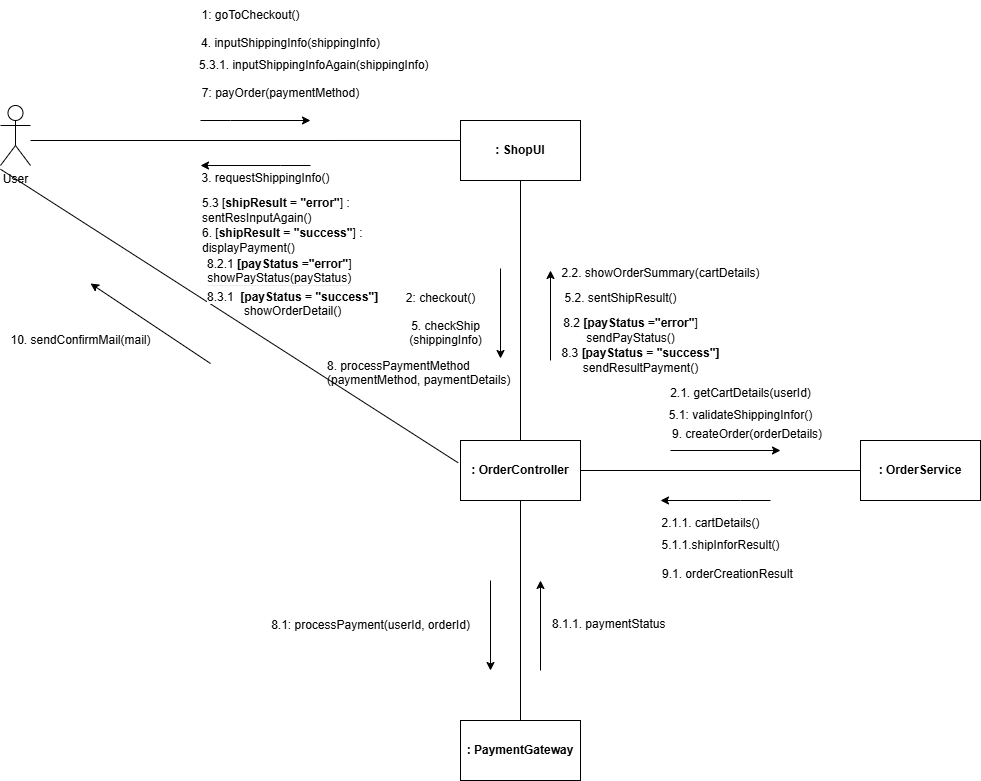 1: goToCheckout()
4. inputShippingInfo(shippingInfo)
5.3.1. inputShippingInfoAgain(shippingInfo)
7: payOrder(paymentMethod)
User
: ShopUI
3. requestShippingInfo()
5.3 [shipResult = "error"] :
sentResInputAgain()
6. [shipResult = "success"] :
displayPayment()
8.2.1 [payStatus ="error"]
showPayStatus(payStatus)
8.3.1 [payStatus = "success"]
showOrderDetail()
10. sendConfirmMail(mail)
2: checkout()
5. checkShip
(shippingInfo)
8. processPaymentMethod
(paymentMethod, paymentDetails)
2.2. showOrderSummary(cartDetails)
5.2. sentShipResult()
8.2 [payStatus ="error"]
sendPayStatus()
8.3 [payStatus = "success"]
sendResultPayment()
2.1. getCartDetails(userId)
5.1: validateShippingInfor()
9. createOrder(orderDetails)
: OrderController
: OrderService
2.1.1. cartDetails()
5.1.1.shipInforResult()
9.1. orderCreationResult
8.1: processPayment(userId, orderId)
8.1.1. paymentStatus
: PaymentGateway